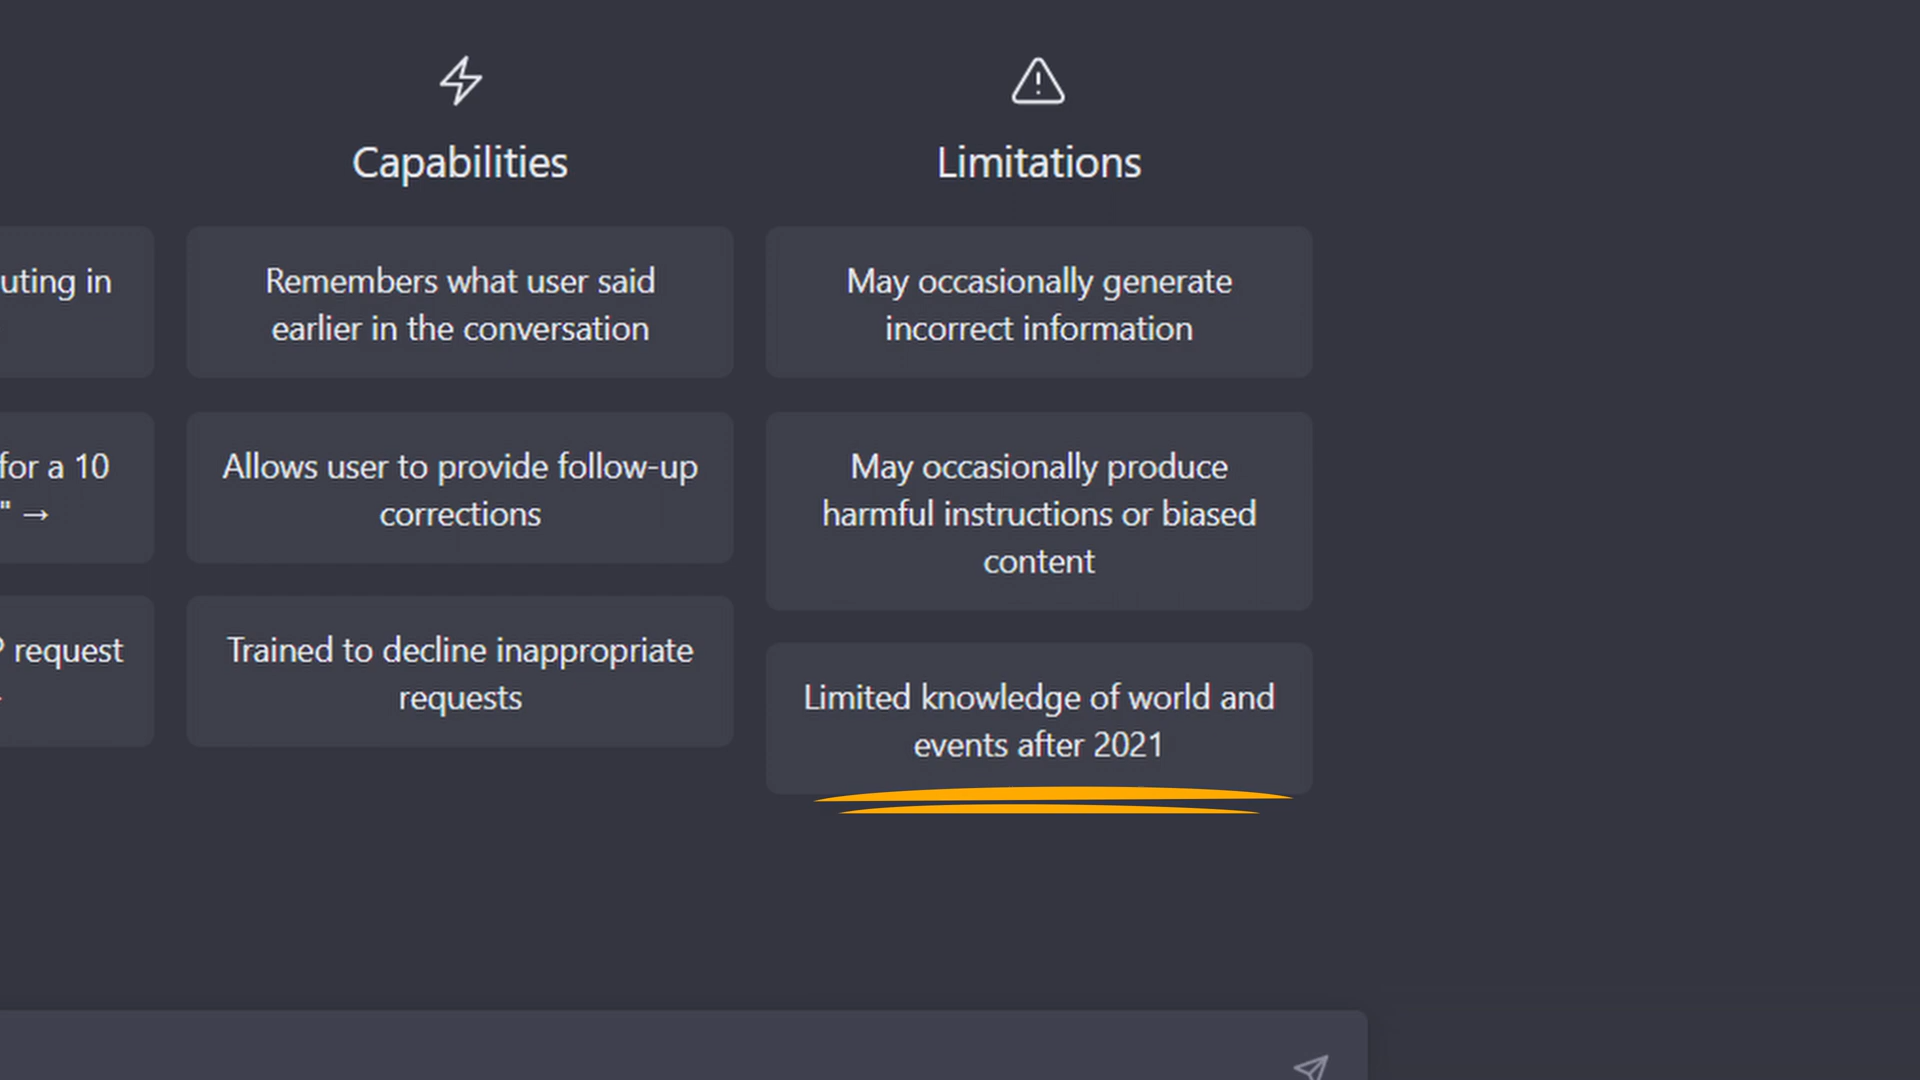 Capabilities
Limitations
uting in
for a 10
" →
request
Remembers what user said
earlier in the conversation
Allows user to provide follow-up
corrections
Trained to decline inappropriate
requests
May occasionally generate
incorrect information
May occasionally produce
harmful instructions or biased
content
Limited knowledge of world and
events after 2021